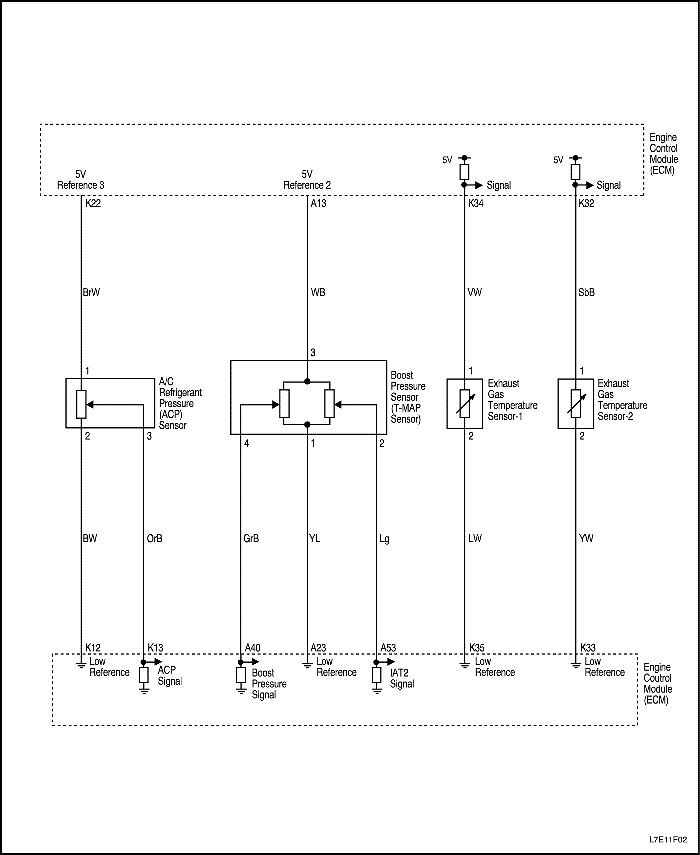 Engine
Control
Module
(ECM)
5V
Reference 3
5V
Reference 2
5V
Signal
5V
Signal
K22
A13
K34
K32
BrW
WB
VW
SbB
1
A/C
Refrigerant
Pressure
(ACP)
Sensor
2
3
3
Boost
Pressure
Sensor
(T-MAP
Sensor)
4
1
2
1
Exhaust
Gas
Temperature
Sensor-1
2
1
Exhaust
Gas
Temperature
Sensor-2
2
BW
OrB
GrB
YL
Lg
LW
YW
K12
K13
A40
A23
A53
K35
K33
Low
Reference
ACP
Signal
Boost
Pressure
Signal
Low
Reference
IAT2
Signal
Low
Reference
Low
Reference
Engine
Coutrol
Module
(ECM)
L7E11F02